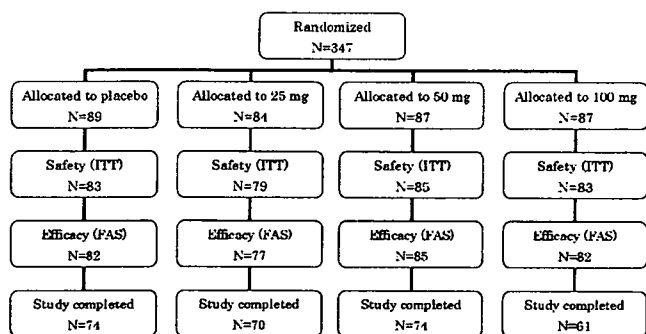 Randomized
N=347
Allocated to placebo
N=89
Allocated to 25 mg
N=84
Allocated to 50 mg
N=87
Allocated to 100 mg
N=87
Safety (ITT)
N=83
Safety (ITT)
N=79
Safety (ITT)
N=85
Safety (ITT)
N=83
Efficacy (FAS)
N=82
Efficacy (FAS)
N=77
Efficacy (FAS)
N=85
Efficacy (FAS)
N=82
Study completed
N=74
Study completed
N=70
Study completed
N=74
Study completed
N=61